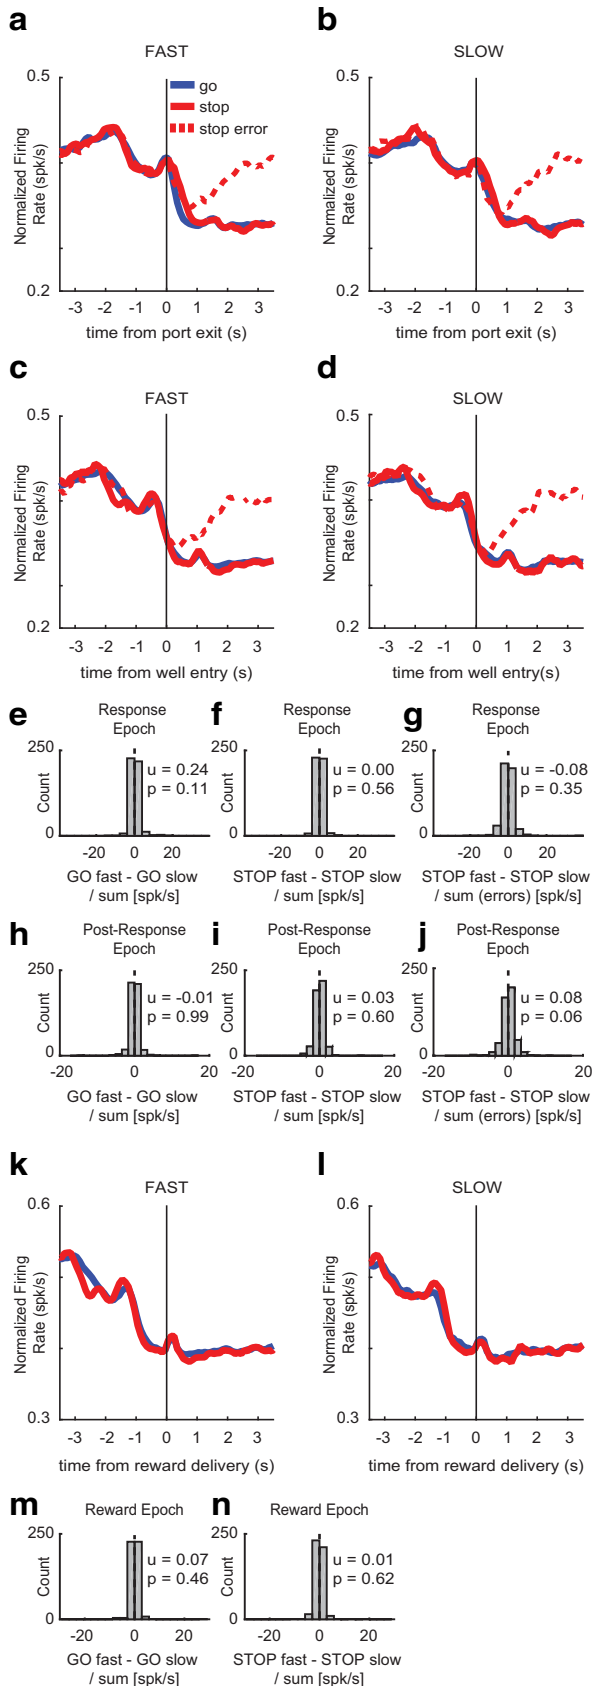 a
FAST
0.5
Normalized Firing
Rate (spk/s)
0.2
go
stop
stop error
-3 -2 -1 0 1 2 3
time from port exit (s)
b
SLOW
0.5
Normalized Firing
Rate (spk/s)
0.2
-3 -2 -1 0 1 2 3
time from port exit (s)
c
FAST
0.5
Normalized Firing
Rate (spk/s)
0.2
-3 -2 -1 0 1 2 3
time from well entry (s)
d
SLOW
0.5
Normalized Firing
Rate (spk/s)
0.2
-3 -2 -1 0 1 2 3
time from well entry(s)
e
Response
Epoch
250
Count
0
u = 0.24
p = 0.11
-20 0 20
GO fast - GO slow
/ sum [spk/s]
f
Response
Epoch
250
Count
0
u = 0.00
p = 0.56
-20 0 20
STOP fast - STOP slow
/ sum [spk/s]
g
Response
Epoch
250
Count
0
u = -0.08
p = 0.35
-20 0 20
STOP fast - STOP slow
/ sum (errors) [spk/s]
h
Post-Response
Epoch
250
Count
0
u = -0.01
p = 0.99
-20 0 20
GO fast - GO slow
/ sum [spk/s]
i
Post-Response
Epoch
250
Count
0
u = 0.03
p = 0.60
-20 0 20
STOP fast - STOP slow
/ sum [spk/s]
j
Post-Response
Epoch
250
Count
0
u = 0.08
p = 0.06
-20 0 20
STOP fast - STOP slow
/ sum (errors) [spk/s]
k
FAST
0.6
Normalized Firing
Rate (spk/s)
0.3
-3 -2 -1 0 1 2 3
time from reward delivery (s)
l
SLOW
0.6
Normalized Firing
Rate (spk/s)
0.3
-3 -2 -1 0 1 2 3
time from reward delivery (s)
m
Reward Epoch
250
Count
0
u = 0.07
p = 0.46
-20 0 20
GO fast - GO slow
/ sum [spk/s]
n
Reward Epoch
250
Count
0
u = 0.01
p = 0.62
-20 0 20
STOP fast - STOP slow
/ sum [spk/s]